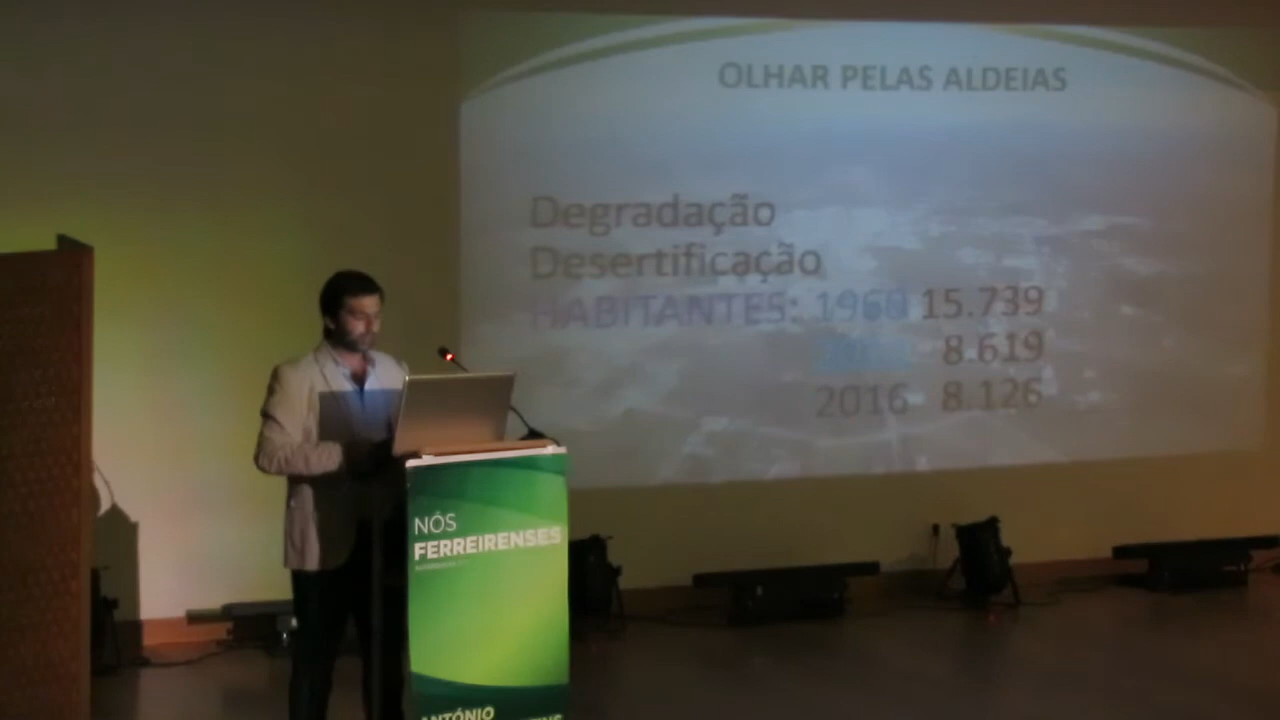 OLHAR PELAS ALDEIAS
Degradação
Desertificação
HABITANTES: 1960 15.739
8.619
2016 8.126
NÓS
FERREIRENSES
ANTÓNIO